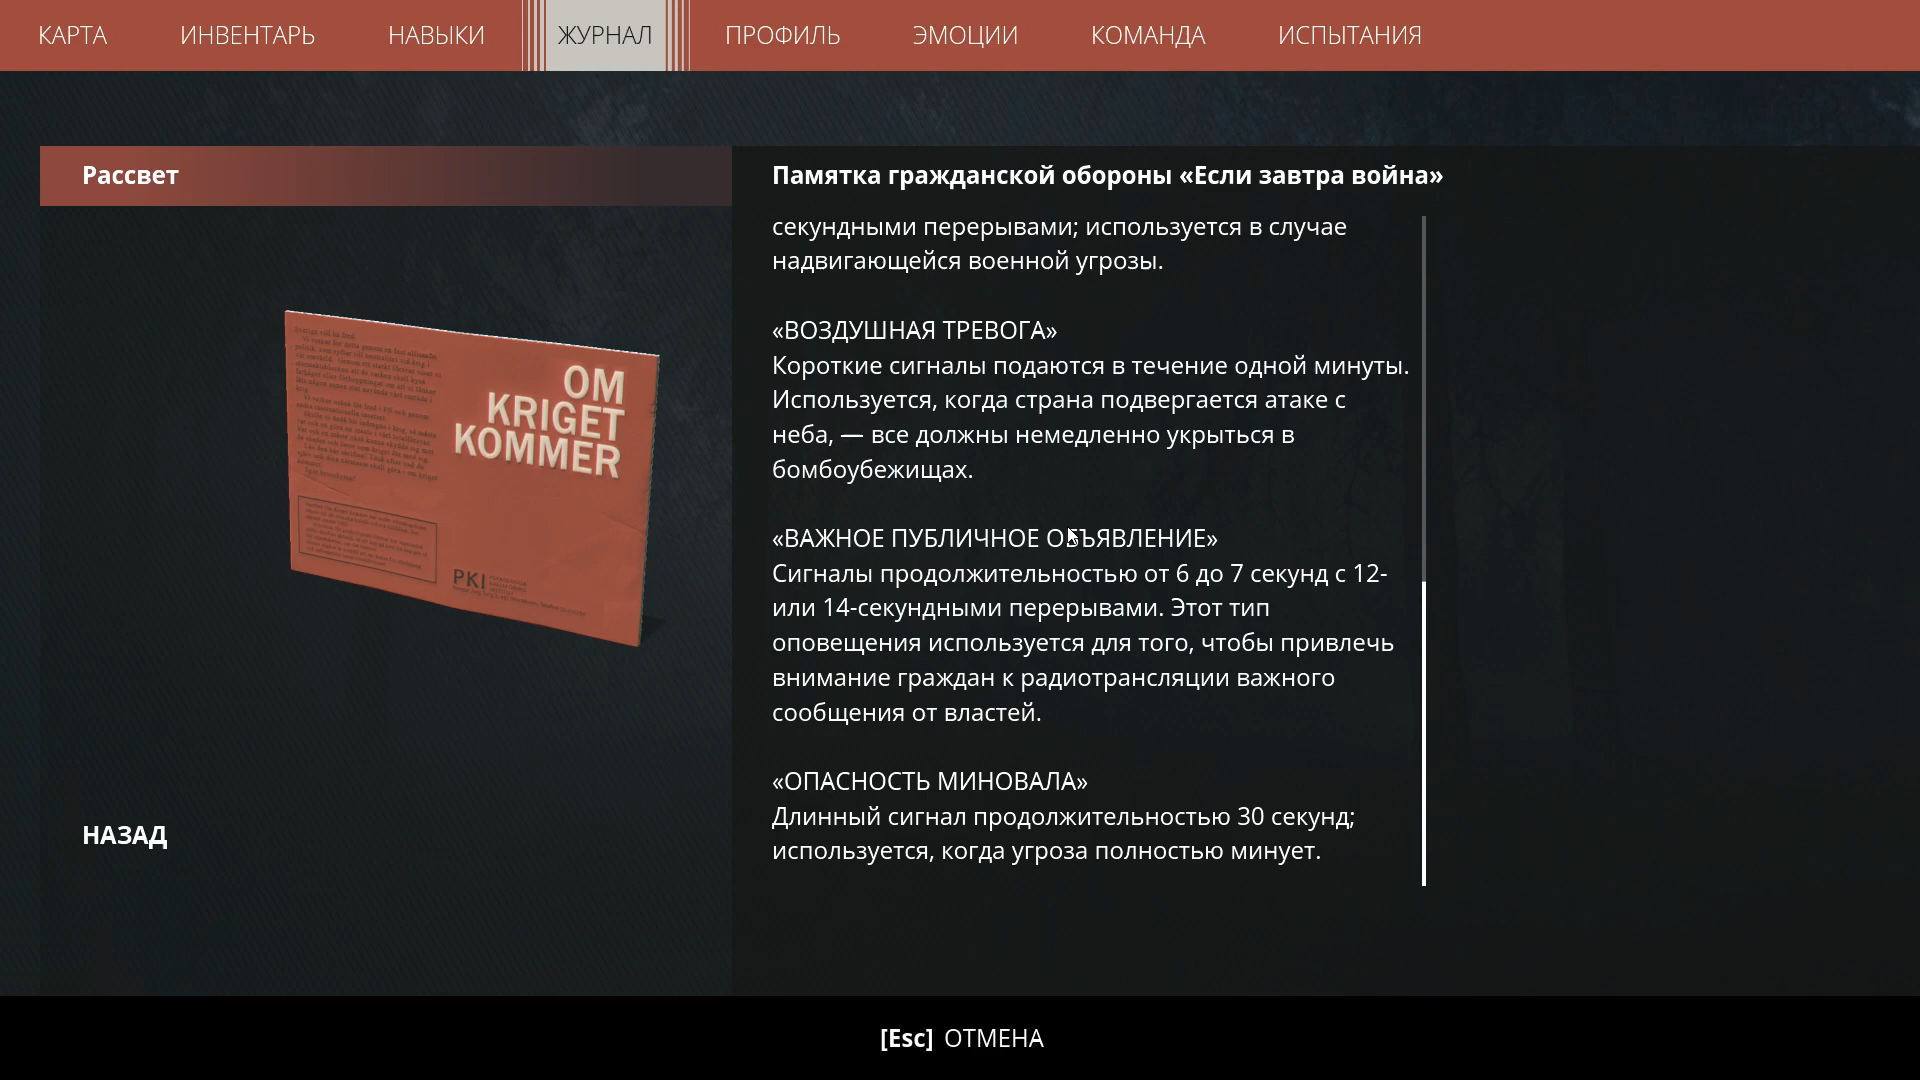 КАРТА ИНВЕНТАРЬ НАВЫКИ ЖУРНАЛ ПРОФИЛЬ ЭМОЦИИ КОМАНДА ИСПЫТАНИЯ
Рассвет
OM
KRIGET
KOMMER
PKI
НАЗАД
Памятка гражданской обороны «Если завтра война»
секундными перерывами; используется в случае
надвигающейся военной угрозы.
«ВОЗДУШНАЯ ТРЕВОГА»
Короткие сигналы подаются в течение одной минуты.
Используется, когда страна подвергается атаке с
неба, — все должны немедленно укрыться в
бомбоубежищах.
«ВАЖНОЕ ПУБЛИЧНОЕ ОБЪЯВЛЕНИЕ»
Сигналы продолжительностью от 6 до 7 секунд с 12-
или 14-секундными перерывами. Этот тип
оповещения используется для того, чтобы привлечь
внимание граждан к радиотрансляции важного
сообщения от властей.
«ОПАСНОСТЬ МИНОВАЛА»
Длинный сигнал продолжительностью 30 секунд;
используется, когда угроза полностью минует.
[Esc] ОТМЕНА